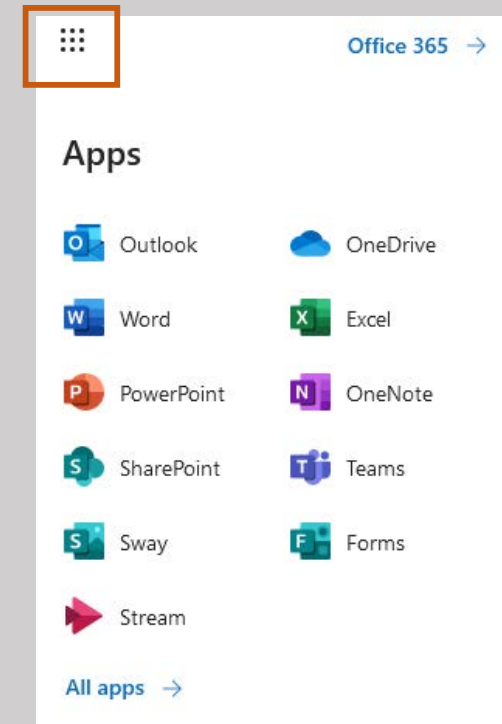 Office 365 →
Apps
O Outlook
OneDrive
W Word
X Excel
P PowerPoint
N OneNote
S SharePoint
T Teams
S Sway
F Forms
Stream
All apps →